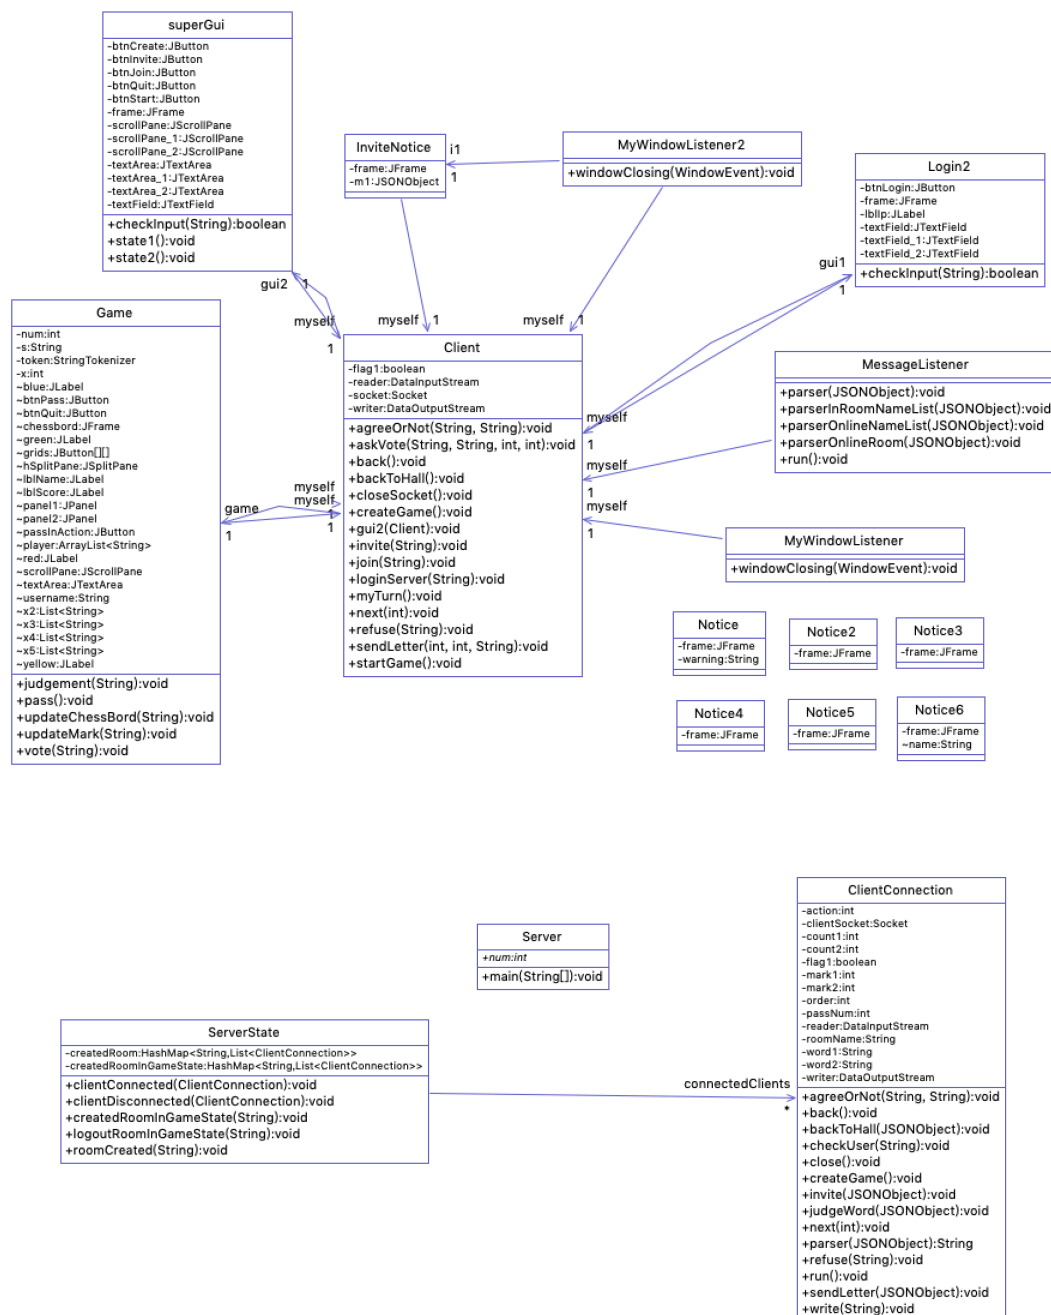 superGui
-btnCreate:JButton
-btnInvite:JButton
-btnJoin:JButton
-btnQuit:JButton
-btnStart:JButton
-frame:JFrame
-scrollPane:JScrollPane
-scrollPane_1:JScrollPane
-scrollPane_2:JScrollPane
-textArea:JTextArea
-textArea_1:JTextArea
-textArea_2:JTextArea
-textField:JTextField
+checkInput(String):boolean
+state1():void
+state2():void
InviteNotice
-frame:JFrame
-m1:JSONObject
i1
1
MyWindowListener2
+windowClosing(WindowEvent):void
Login2
-btnLogin:JButton
-frame:JFrame
-lblIp:JLabel
-textField:JTextField
-textField_1:JTextField
-textField_2:JTextField
+checkInput(String):boolean
gui1
1
gui2
1
myself
1
myself
1
myself
1
Game
-num:int
-s:String
-token:StringTokenizer
-x:int
~blue:JLabel
~btnPass:JButton
~btnQuit:JButton
~chessbord:JFrame
~green:JLabel
~grids:JButton[][]
~hSplitPane:JSplitPane
~lblName:JLabel
~lblScore:JLabel
~panel1:JPanel
~panel2:JPanel
~passInAction:JButton
~player:ArrayList<String>
~red:JLabel
~scrollPane:JScrollPane
~textArea:JTextArea
~username:String
~x2:List<String>
~x3:List<String>
~x4:List<String>
~x5:List<String>
~yellow:JLabel
+judgement(String):void
+pass():void
+updateChessBord(String):void
+updateMark(String):void
+vote(String):void
game
1
myself
myself
1
1
Client
-flag1:boolean
-reader:DataInputStream
-socket:Socket
-writer:DataOutputStream
+agreeOrNot(String, String):void
+askVote(String, String, int, int):void
+back():void
+backToHall():void
+closeSocket():void
+createGame():void
+gui2(Client):void
+invite(String):void
+join(String):void
+loginServer(String):void
+myTurn():void
+next(int):void
+refuse(String):void
+sendLetter(int, int, String):void
+startGame():void
myself
1
myself
1
myself
1
MessageListener
+parser(JSONObject):void
+parserInRoomNameList(JSONObject):void
+parserOnlineNameList(JSONObject):void
+parserOnlineRoom(JSONObject):void
+run():void
MyWindowListener
+windowClosing(WindowEvent):void
Notice
-frame:JFrame
-warning:String
Notice2
-frame:JFrame
Notice3
-frame:JFrame
Notice4
-frame:JFrame
Notice5
-frame:JFrame
Notice6
-frame:JFrame
~name:String
Server
+num:int
+main(String[]):void
ServerState
-createdRoom:HashMap<String,List<ClientConnection>>
-createdRoomInGameState:HashMap<String,List<ClientConnection>>
+clientConnected(ClientConnection):void
+clientDisconnected(ClientConnection):void
+createdRoomInGameState(String):void
+logoutRoomInGameState(String):void
+roomCreated(String):void
connectedClients
*
ClientConnection
-action:int
-clientSocket:Socket
-count1:int
-count2:int
-flag1:boolean
-mark1:int
-mark2:int
-order:int
-passNum:int
-reader:DataInputStream
-roomName:String
-word1:String
-word2:String
-writer:DataOutputStream
+agreeOrNot(String, String):void
+back():void
+backToHall(JSONObject):void
+checkUser(String):void
+close():void
+createGame():void
+invite(JSONObject):void
+judgeWord(JSONObject):void
+next(int):void
+parser(JSONObject):String
+refuse(String):void
+run():void
+sendLetter(JSONObject):void
+write(String):void